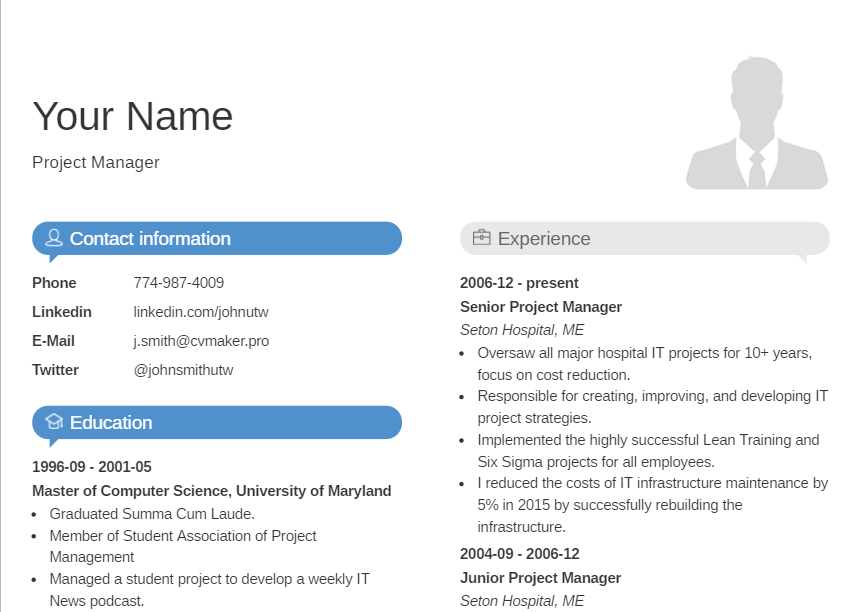 Your Name
Project Manager
Contact information
Phone 774-987-4009
Linkedin linkedin.com/johnutw
E-Mail j.smith@cvmaker.pro
Twitter @johnsmithutw
Education
1996-09 - 2001-05
Master of Computer Science, University of Maryland
• Graduated Summa Cum Laude.
• Member of Student Association of Project
Management
• Managed a student project to develop a weekly IT
News podcast.
Experience
2006-12 - present
Senior Project Manager
Seton Hospital, ME
• Oversaw all major hospital IT projects for 10+ years,
focus on cost reduction.
• Responsible for creating, improving, and developing IT
project strategies.
• Implemented the highly successful Lean Training and
Six Sigma projects for all employees.
• I reduced the costs of IT infrastructure maintenance by
5% in 2015 by successfully rebuilding the
infrastructure.
2004-09 - 2006-12
Junior Project Manager
Seton Hospital, ME